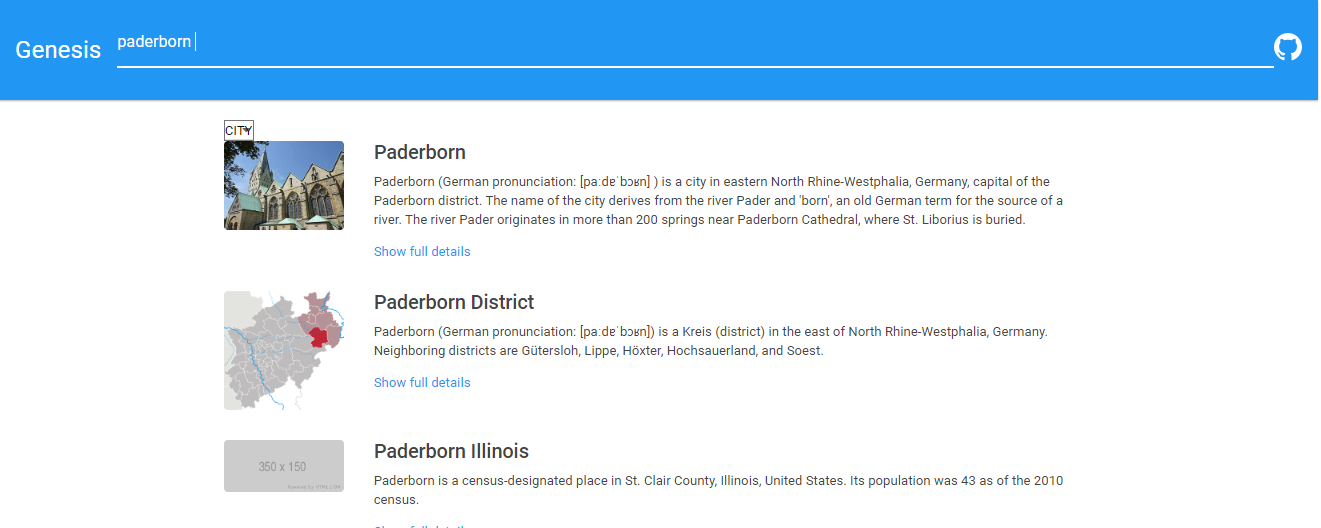 Genesis
paderborn
CITY
Paderborn
Paderborn (German pronunciation: [paːdɐˈbɔʁn] ) is a city in eastern North Rhine-Westphalia, Germany, capital of the
Paderborn district. The name of the city derives from the river Pader and 'born', an old German term for the source of a
river. The river Pader originates in more than 200 springs near Paderborn Cathedral, where St. Liborius is buried.
Show full details
Paderborn District
Paderborn (German pronunciation: [paːdɐˈbɔʁn]) is a Kreis (district) in the east of North Rhine-Westphalia, Germany.
Neighboring districts are Gütersloh, Lippe, Höxter, Hochsauerland, and Soest.
Show full details
Paderborn Illinois
350 x 150
Paderborn is a census-designated place in St. Clair County, Illinois, United States. Its population was 43 as of the 2010
census.